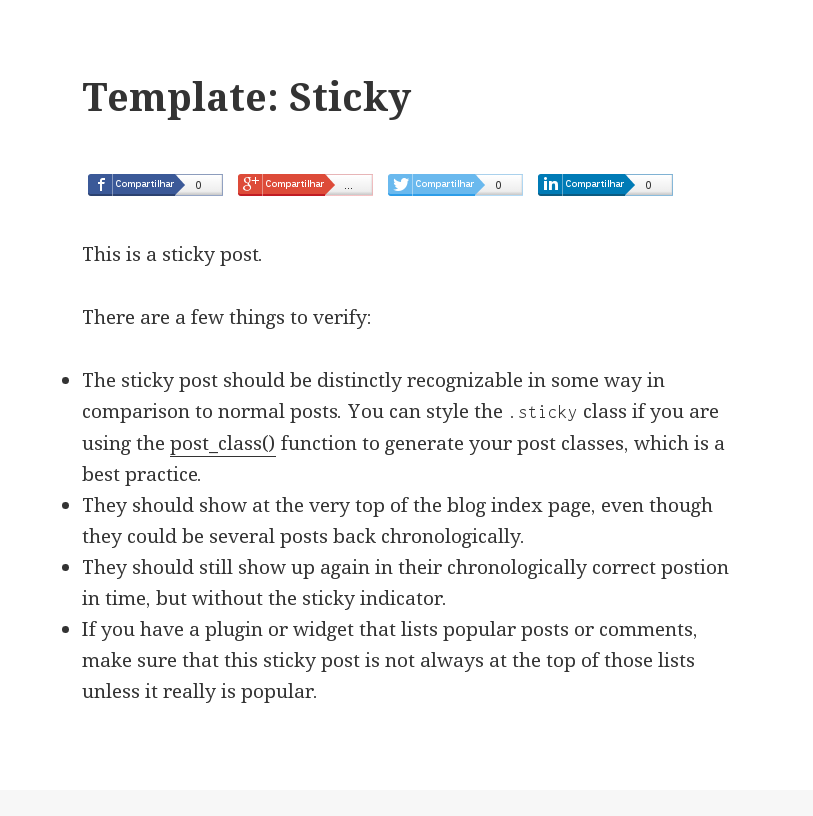 Template: Sticky
f Compartilhar 0 g+ Compartilhar ... Compartilhar 0 in Compartilhar 0
This is a sticky post.
There are a few things to verify:
The sticky post should be distinctly recognizable in some way in
comparison to normal posts. You can style the .sticky class if you are
using the post_class() function to generate your post classes, which is a
best practice.
They should show at the very top of the blog index page, even though
they could be several posts back chronologically.
They should still show up again in their chronologically correct postion
in time, but without the sticky indicator.
If you have a plugin or widget that lists popular posts or comments,
make sure that this sticky post is not always at the top of those lists
unless it really is popular.